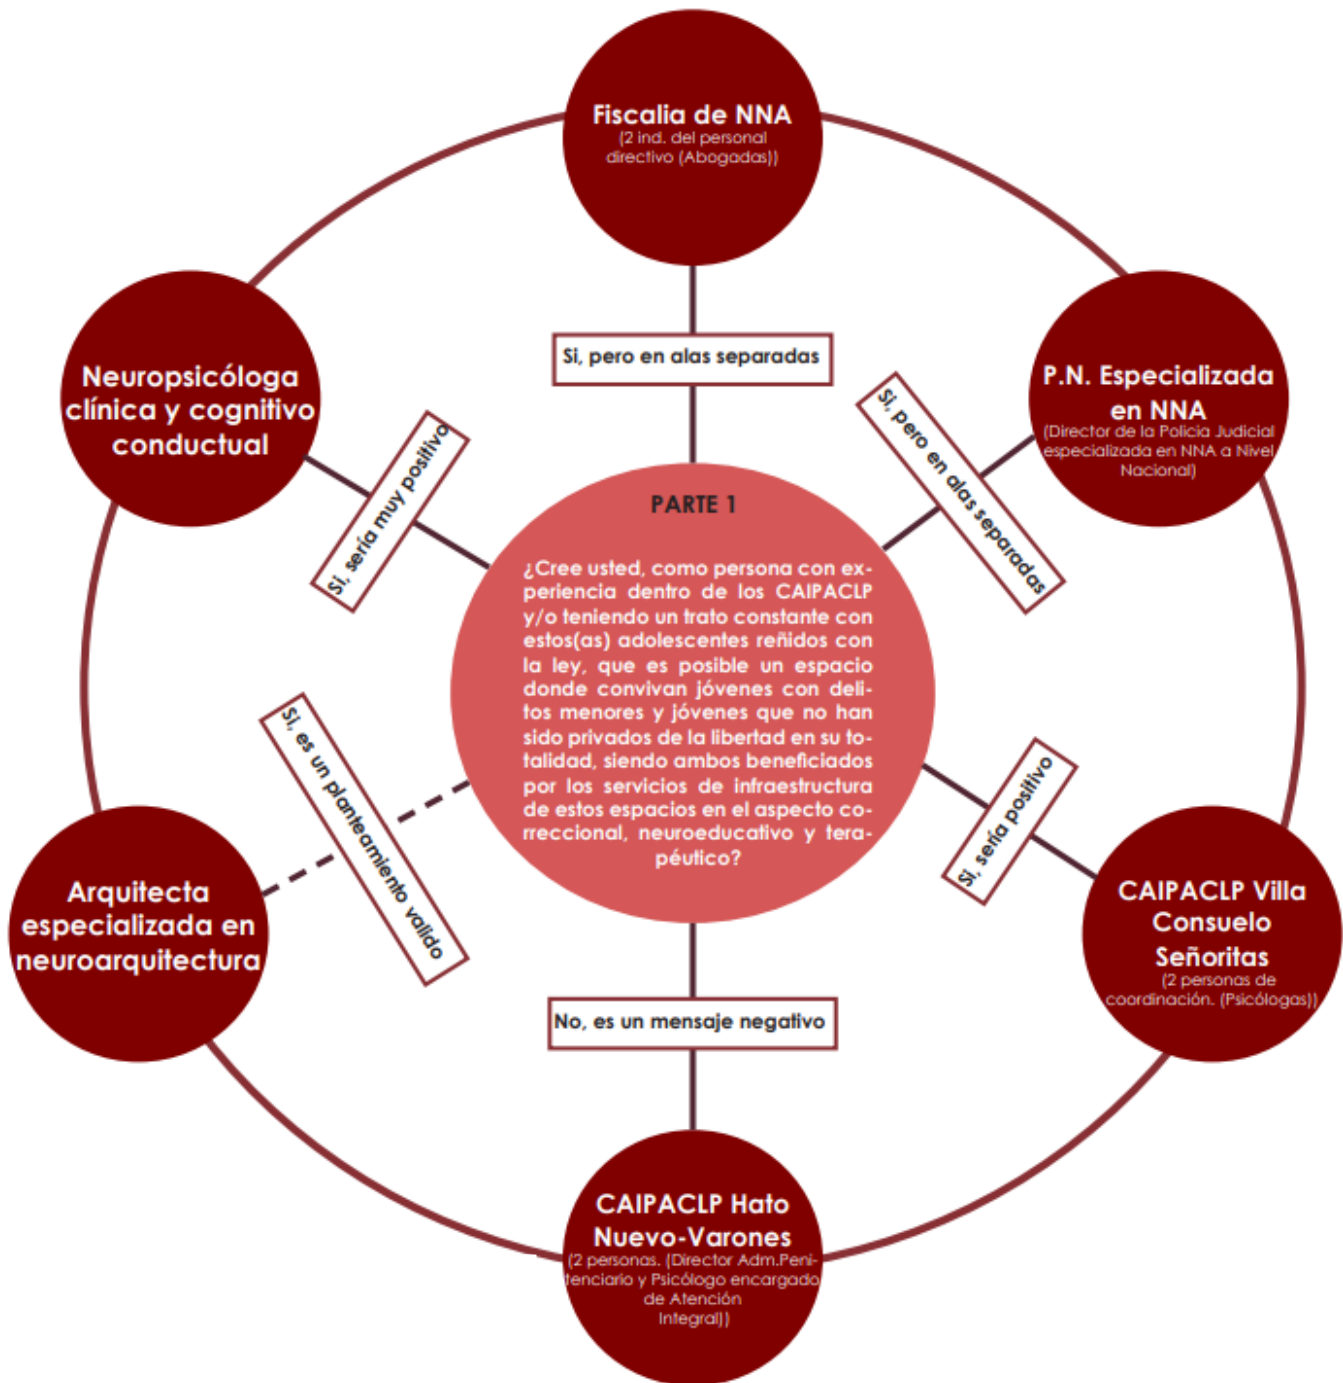 Fiscalia de NNA
(2 ind. del personal
directivo (Abogadas))
Si, pero en alas separadas
P.N. Especializada
en NNA
(Director de la Policia Judicial
especializada en NNA a Nivel
Nacional)
Si, pero en alas separadas
Neuropsicóloga
clínica y cognitivo
conductual
Si, sería muy positivo
PARTE 1
¿Cree usted, como persona con ex-
periencia dentro de los CAIPACLP
y/o teniendo un trato constante con
estos(as) adolescentes reñidos con
la ley, que es posible un espacio
donde convivan jóvenes con deli-
tos menores y jóvenes que no han
sido privados de la libertad en su to-
talidad, siendo ambos beneficiados
por los servicios de infraestructura
de estos espacios en el aspecto co-
rreccional, neuroeducativo y tera-
péutico?
Si, es un planteamiento valido
Arquitecta
especializada en
neuroarquitectura
Si, sería positivo
CAIPACLP Villa
Consuelo
Señoritas
(2 personas de
coordinación. (Psicólogas))
No, es un mensaje negativo
CAIPACLP Hato
Nuevo-Varones
(2 personas. (Director Adm.Peni-
tenciario y Psicólogo encargado
de Atención
Integral))